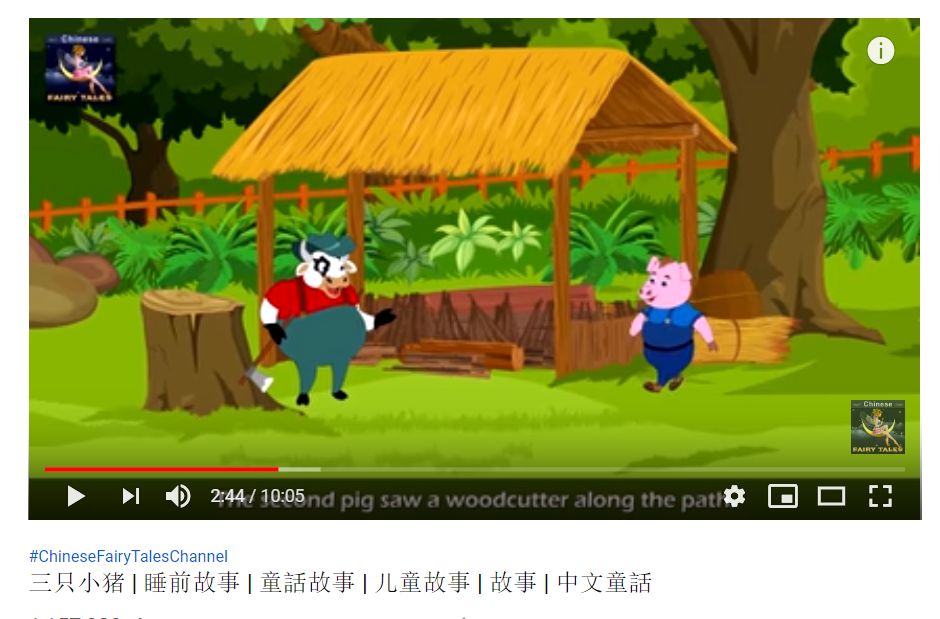 Chinese
FAIRY TALES
i
Chinese
FAIRY TALES
2:44 / 10:05
second pig saw a woodcutter along the path
#ChineseFairyTalesChannel
三只小猪 | 睡前故事 | 童話故事 | 儿童故事 | 故事 | 中文童話